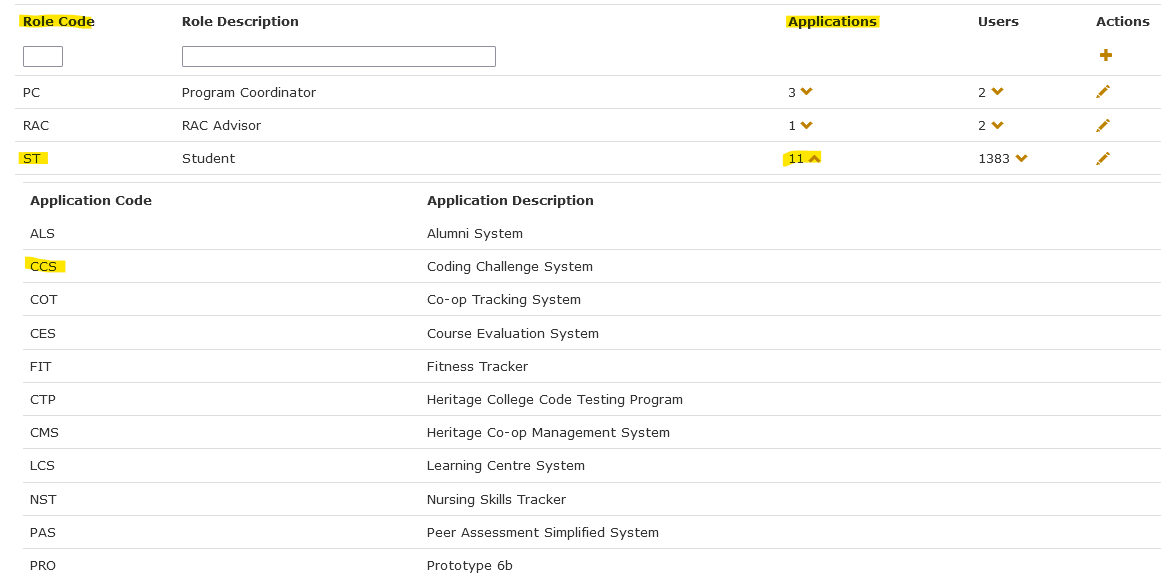 Role Code Role Description Applications Users Actions
PC Program Coordinator 3 2
RAC RAC Advisor 1 2
ST Student 11 1383
Application Code Application Description
ALS Alumni System
CCS Coding Challenge System
COT Co-op Tracking System
CES Course Evaluation System
FIT Fitness Tracker
CTP Heritage College Code Testing Program
CMS Heritage Co-op Management System
LCS Learning Centre System
NST Nursing Skills Tracker
PAS Peer Assessment Simplified System
PRO Prototype 6b